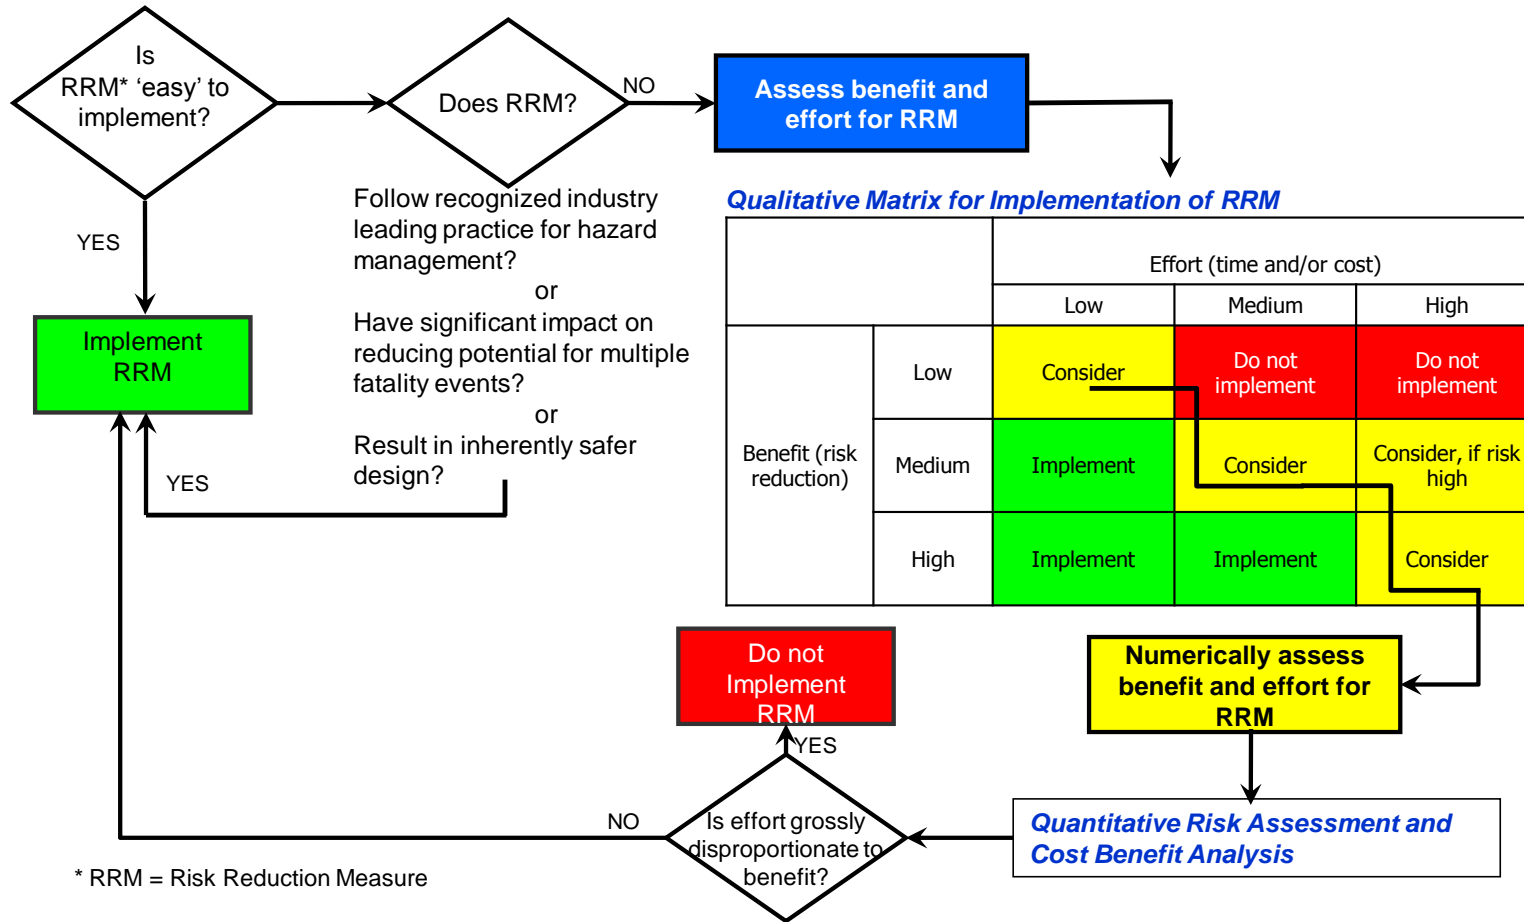 Is
RRM* ‘easy’ to
implement?
Does RRM?
NO
Assess benefit and
effort for RRM
YES
Follow recognized industry
leading practice for hazard
management?
or
Have significant impact on
reducing potential for multiple
fatality events?
or
Result in inherently safer
design?
Implement
RRM
YES
Qualitative Matrix for Implementation of RRM
Effort (time and/or cost)
Low
Medium
High
Benefit (risk
reduction)
Low
Consider
Do not
implement
Do not
implement
Medium
Implement
Consider
Consider, if risk
high
High
Implement
Implement
Consider
Numerically assess
benefit and effort for
RRM
Quantitative Risk Assessment and
Cost Benefit Analysis
Do not
Implement
RRM
YES
Is effort grossly
disproportionate to
benefit?
NO
* RRM = Risk Reduction Measure